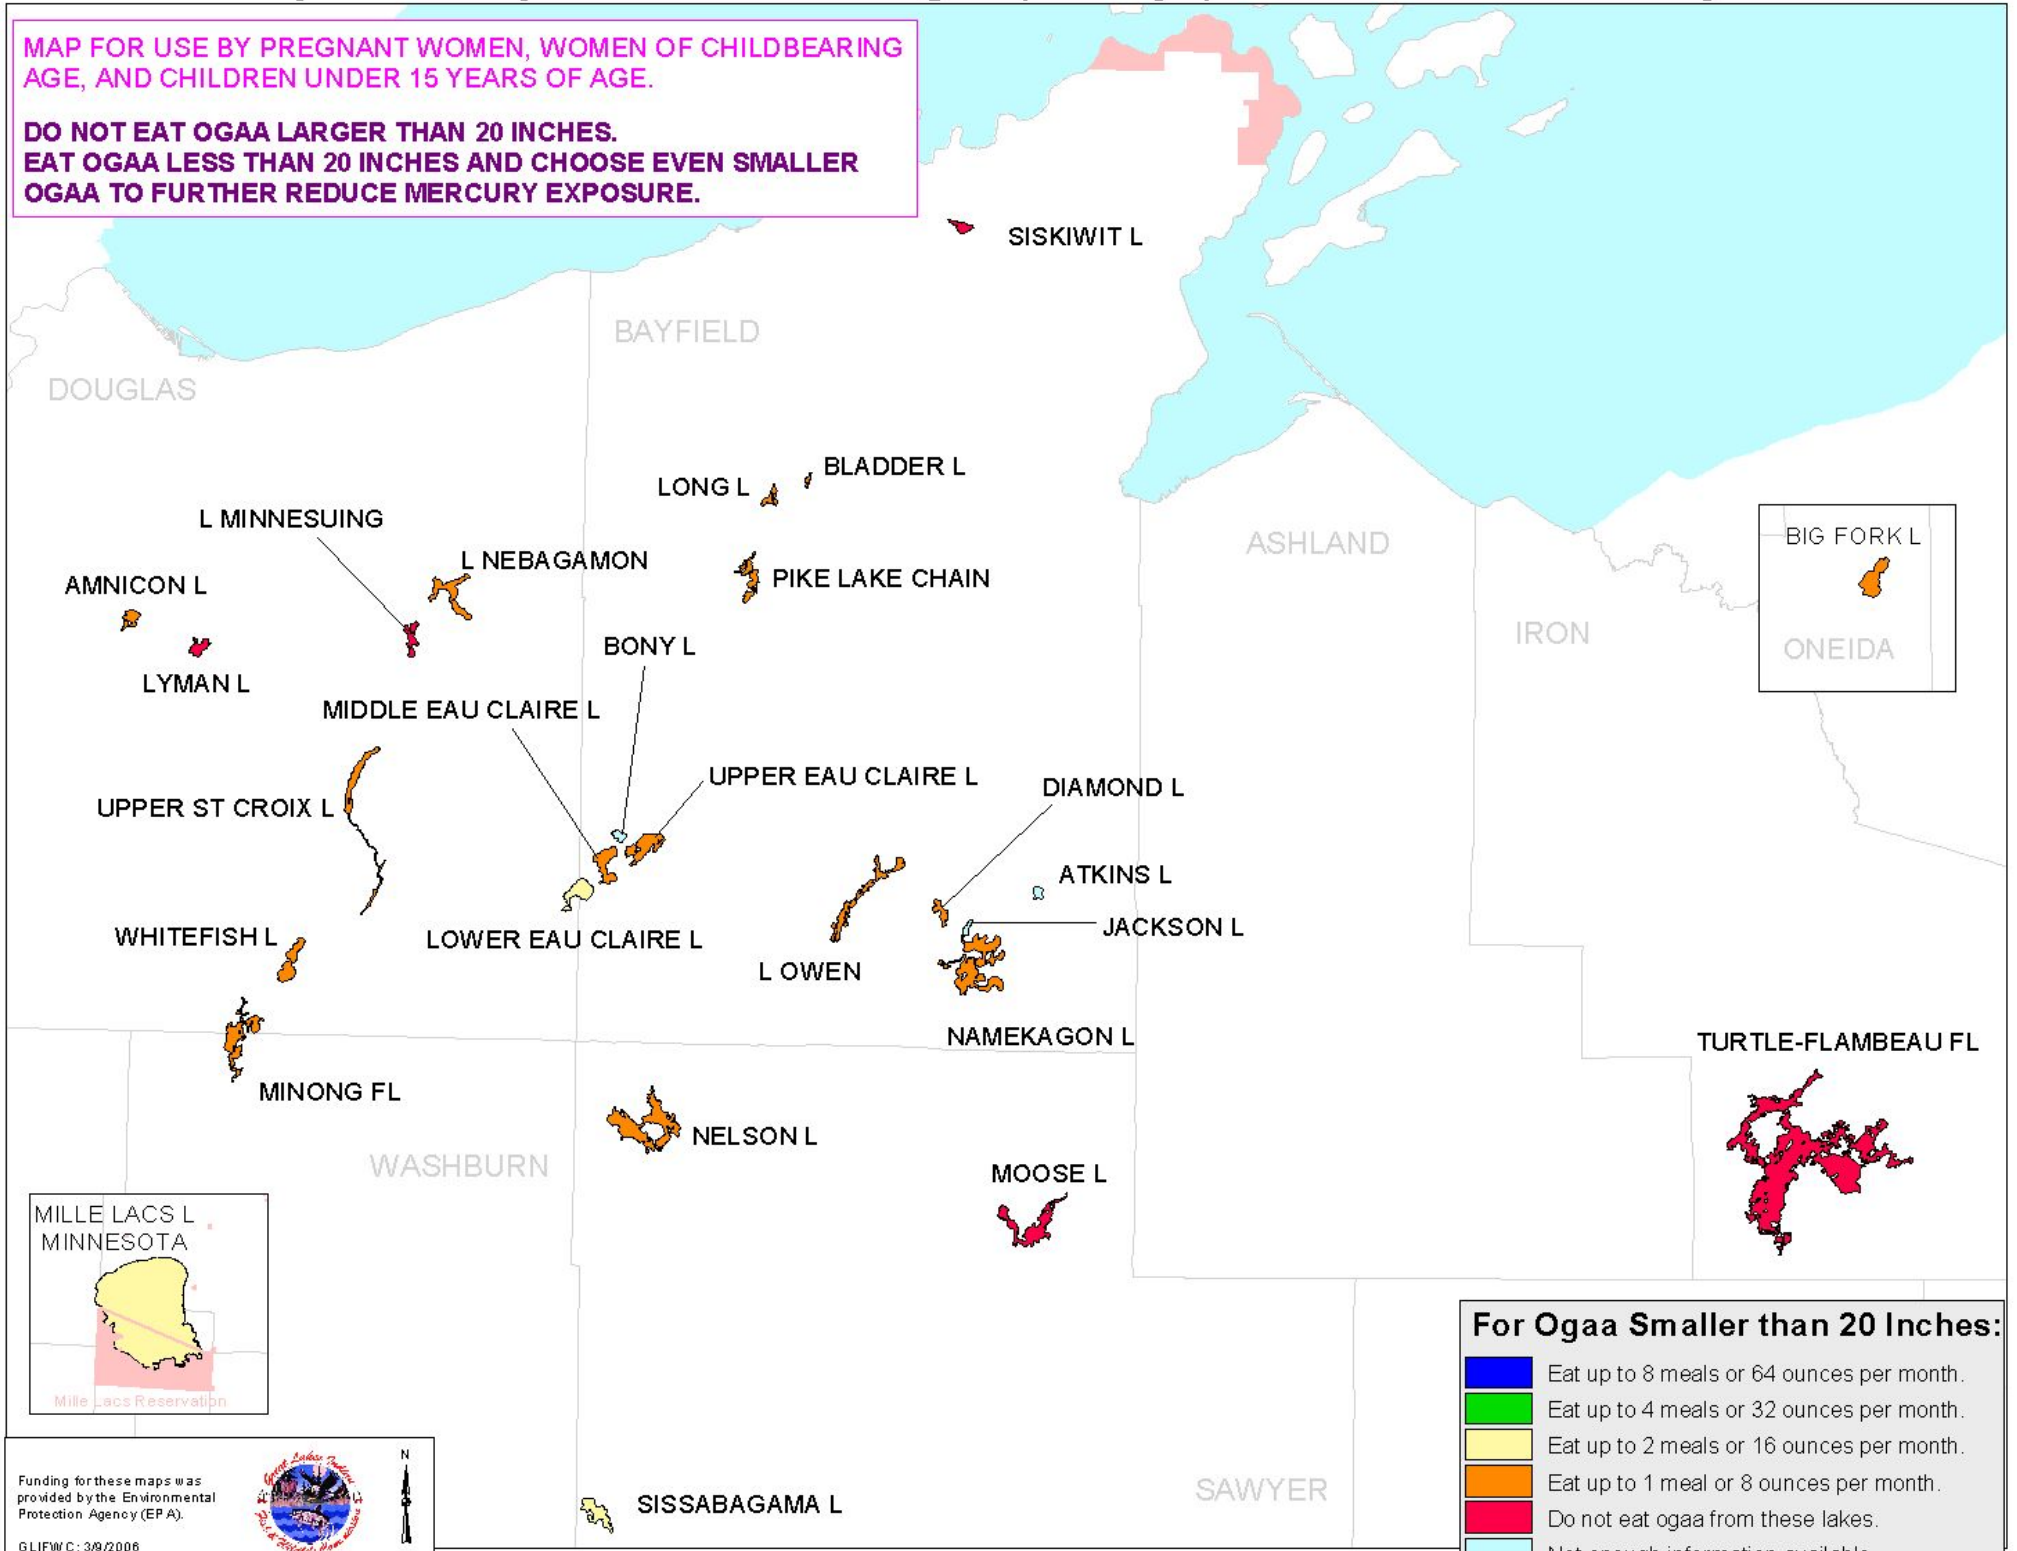 MAP FOR USE BY PREGNANT WOMEN, WOMEN OF CHILDBEARING
AGE, AND CHILDREN UNDER 15 YEARS OF AGE.
DO NOT EAT OGAA LARGER THAN 20 INCHES.
EAT OGAA LESS THAN 20 INCHES AND CHOOSE EVEN SMALLER
OGAA TO FURTHER REDUCE MERCURY EXPOSURE.
SISKIWIT L
BAYFIELD
DOUGLAS
BLADDER L
LONG L
L MINNESUING
ASHLAND
BIG FORK L
L NEBAGAMON
PIKE LAKE CHAIN
AMNICON L
IRON
BONY L
ONEIDA
LYMAN L
MIDDLE EAU CLAIRE L
UPPER EAU CLAIRE L
DIAMOND L
UPPER ST CROIX L
ATKINS L
JACKSON L
WHITEFISH L
LOWER EAU CLAIRE L
L OWEN
NAMEKAGON L
TURTLE-FLAMBEAU FL
MINONG FL
NELSON L
WASHBURN
MOOSE L
MILLE LACS L
MINNESOTA
Mille Lacs Reservation
For Ogaa Smaller than 20 Inches:
Eat up to 8 meals or 64 ounces per month.
Eat up to 4 meals or 32 ounces per month.
Eat up to 2 meals or 16 ounces per month.
Eat up to 1 meal or 8 ounces per month.
Do not eat ogaa from these lakes.
Not enough information available.
SAWYER
SISSABAGAMA L
N
Funding for these maps was
provided by the Environmental
Protection Agency (EPA).
GLIFWC: 3/9/2006